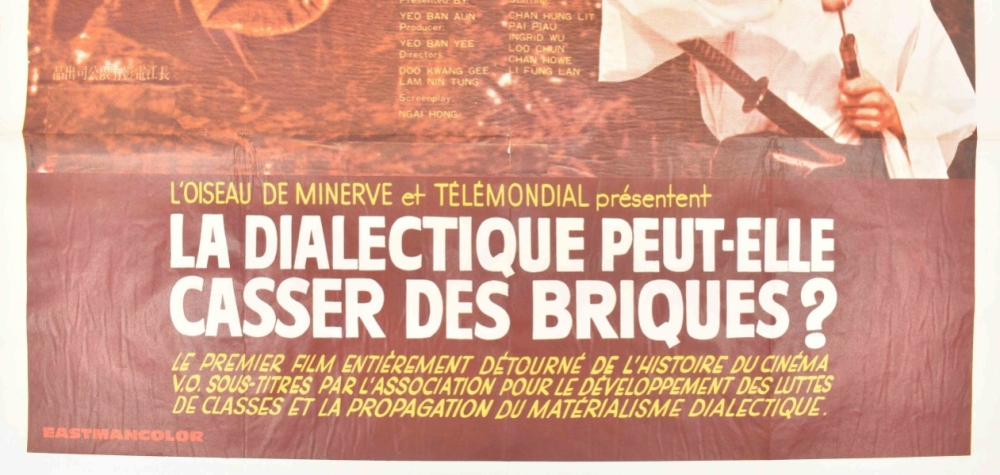 Presented By:
YEO BAN AUN
Producer:
YEO BAN YEE
Directors:
DOO KWANG GEE
LAM NIN TUNG
Screenplay:
NGAI HONG
CHAN HUNG LIT
PAI PIAU
INGRID WU
LOO CHUN
CHAN HOWE
LI FUNG LAN
L'OISEAU DE MINERVE et TÉLÉMONDIAL présentent
LA DIALECTIQUE PEUT-ELLE
CASSER DES BRIQUES ?
LE PREMIER FILM ENTIÈREMENT DÉTOURNÉ DE L'HISTOIRE DU CINÉMA
V.O. SOUS-TITRES PAR L'ASSOCIATION POUR LE DÉVELOPPEMENT DES LUTTES
DE CLASSES ET LA PROPAGATION DU MATÉRIALISME DIALECTIQUE.
EASTMANCOLOR